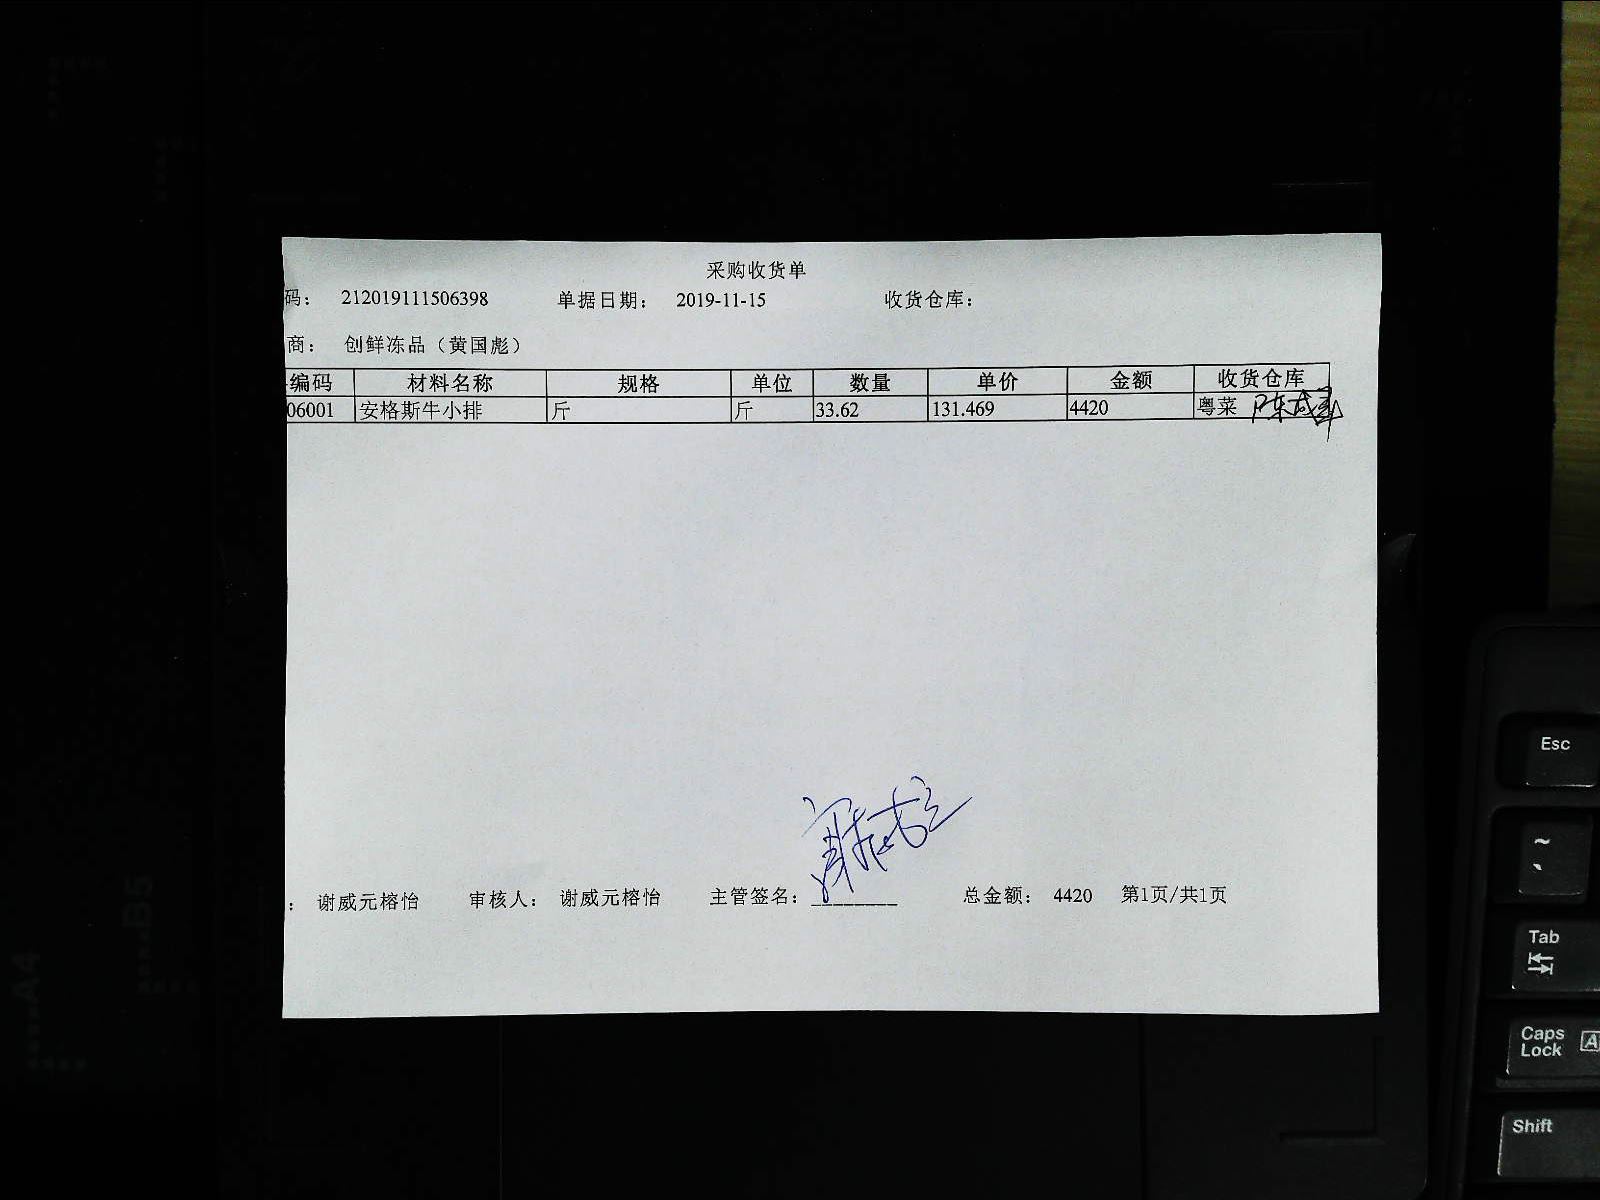 采购收货单
码： 212019111506398 单据日期： 2019-11-15 收货仓库：
商： 创鲜冻品（黄国彪）
编码 材料名称 规格 单位 数量 单价 金额 收货仓库
06001 安格斯牛小排 斤 斤 33.62 131.469 4420 粤菜
： 谢威元榕怡 审核人： 谢威元榕怡 主管签名：________ 总金额： 4420 第1页/共1页
Esc
~
Tab
Caps
Lock
A
Shift
B5
A4